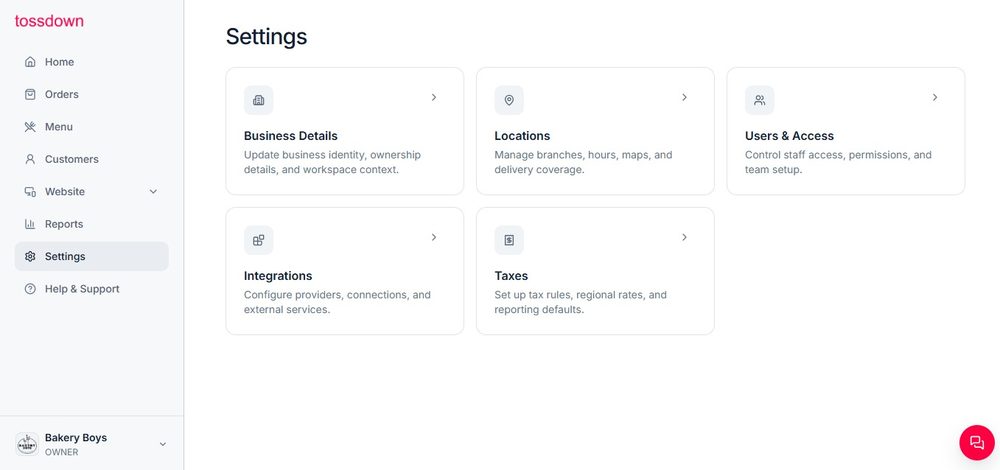 tossdown
Home
Orders
Menu
Customers
Website
Reports
Settings
Help & Support
Bakery Boys
OWNER
Settings
Business Details
Update business identity, ownership
details, and workspace context.
Locations
Manage branches, hours, maps, and
delivery coverage.
Users & Access
Control staff access, permissions, and
team setup.
Integrations
Configure providers, connections, and
external services.
Taxes
Set up tax rules, regional rates, and
reporting defaults.